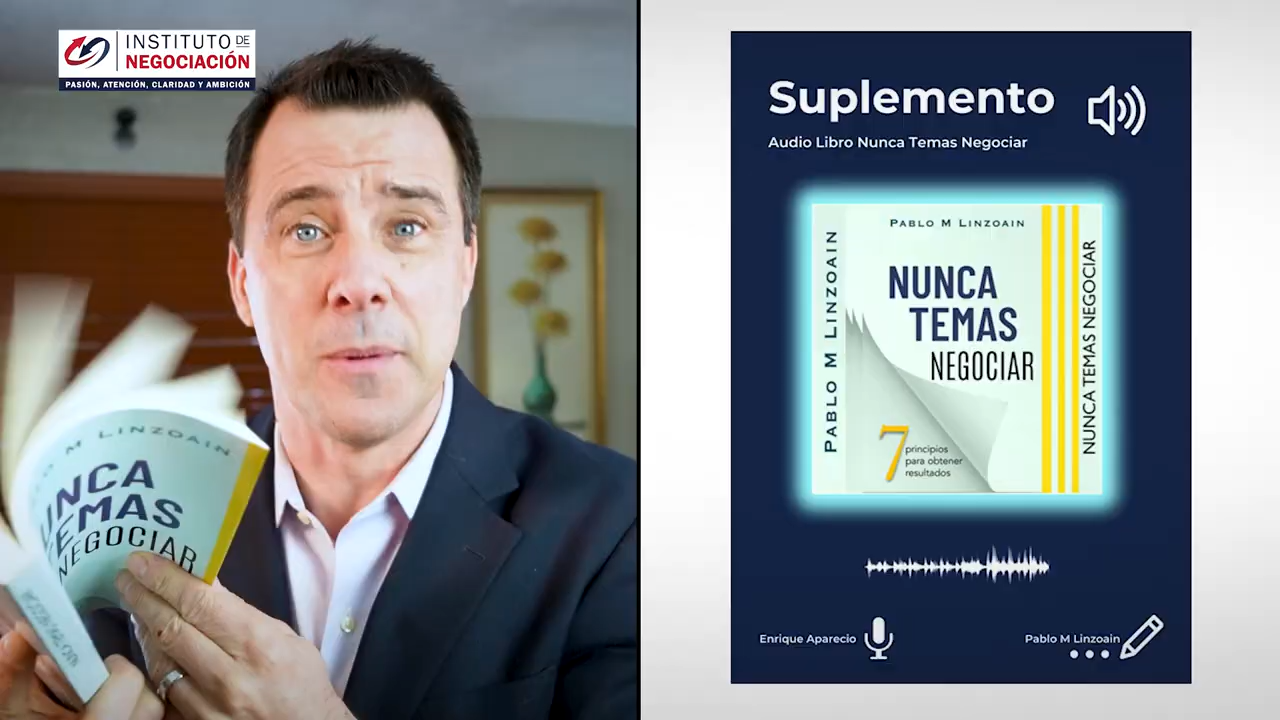 INSTITUTO DE
NEGOCIACIÓN
PASIÓN, ATENCIÓN, CLARIDAD Y AMBICIÓN
M LINZOAIN
UNCA
TEMAS
NEGOCIAR
Suplemento
Audio Libro Nunca Temas Negociar
PABLO M LINZOAIN
PABLO M LINZOAIN
NUNCA
TEMAS
NEGOCIAR
7 principios
para obtener
resultados
NUNCA TEMAS NEGOCIAR
Enrique Aparecio
Pablo M Linzoain